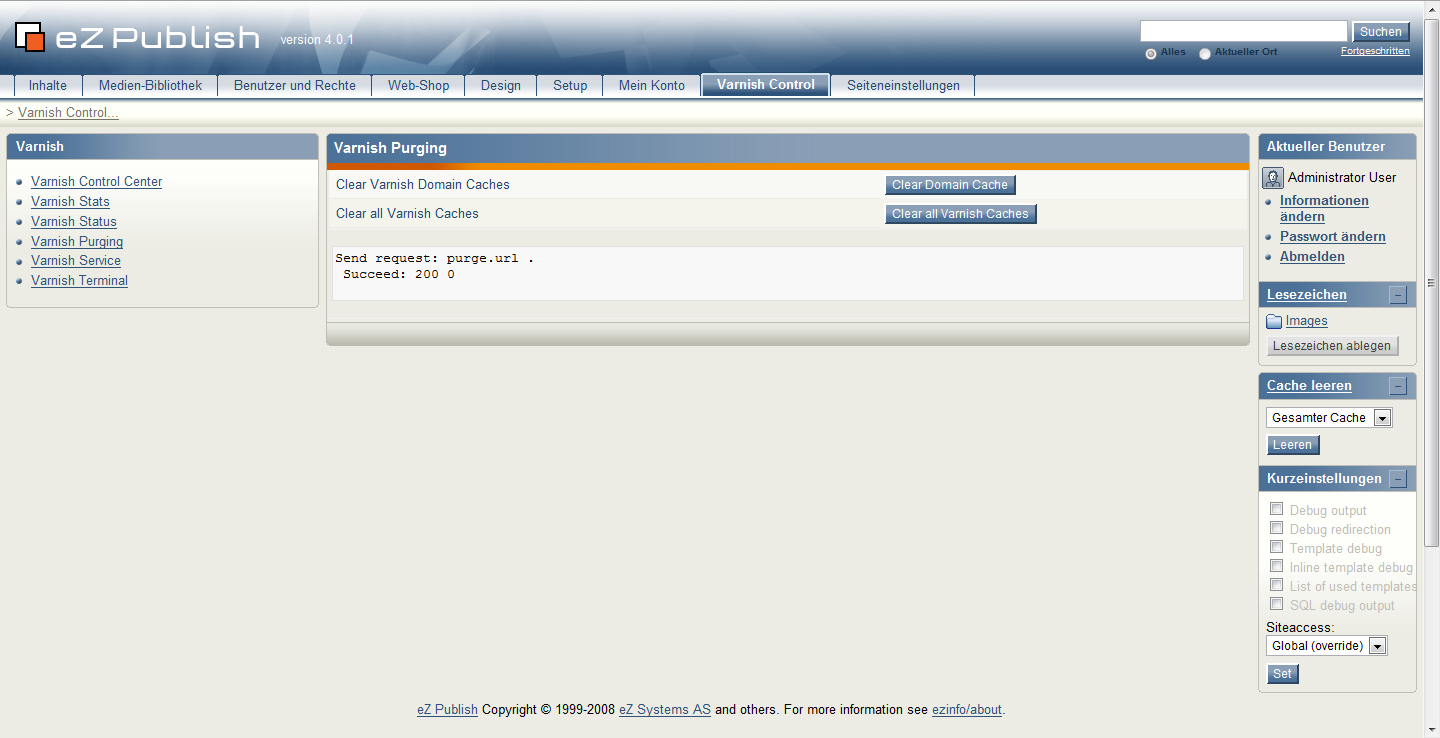 eZ Publish version 4.0.1
Suchen
Alles Aktueller Ort Fortgeschritten
Inhalte Medien-Bibliothek Benutzer und Rechte Web-Shop Design Setup Mein Konto Varnish Control Seiteneinstellungen
> Varnish Control...
Varnish
Varnish Control Center
Varnish Stats
Varnish Status
Varnish Purging
Varnish Service
Varnish Terminal
Varnish Purging
Clear Varnish Domain Caches Clear Domain Cache
Clear all Varnish Caches Clear all Varnish Caches
Send request: purge.url .
Succeed: 200 0
Aktueller Benutzer
Administrator User
Informationen
ändern
Passwort ändern
Abmelden
Lesezeichen -
Images
Lesezeichen ablegen
Cache leeren -
Gesamter Cache
Leeren
Kurzeinstellungen -
Debug output
Debug redirection
Template debug
Inline template debug
List of used templates
SQL debug output
Siteaccess:
Global (override)
Set
eZ Publish Copyright © 1999-2008 eZ Systems AS and others. For more information see ezinfo/about.